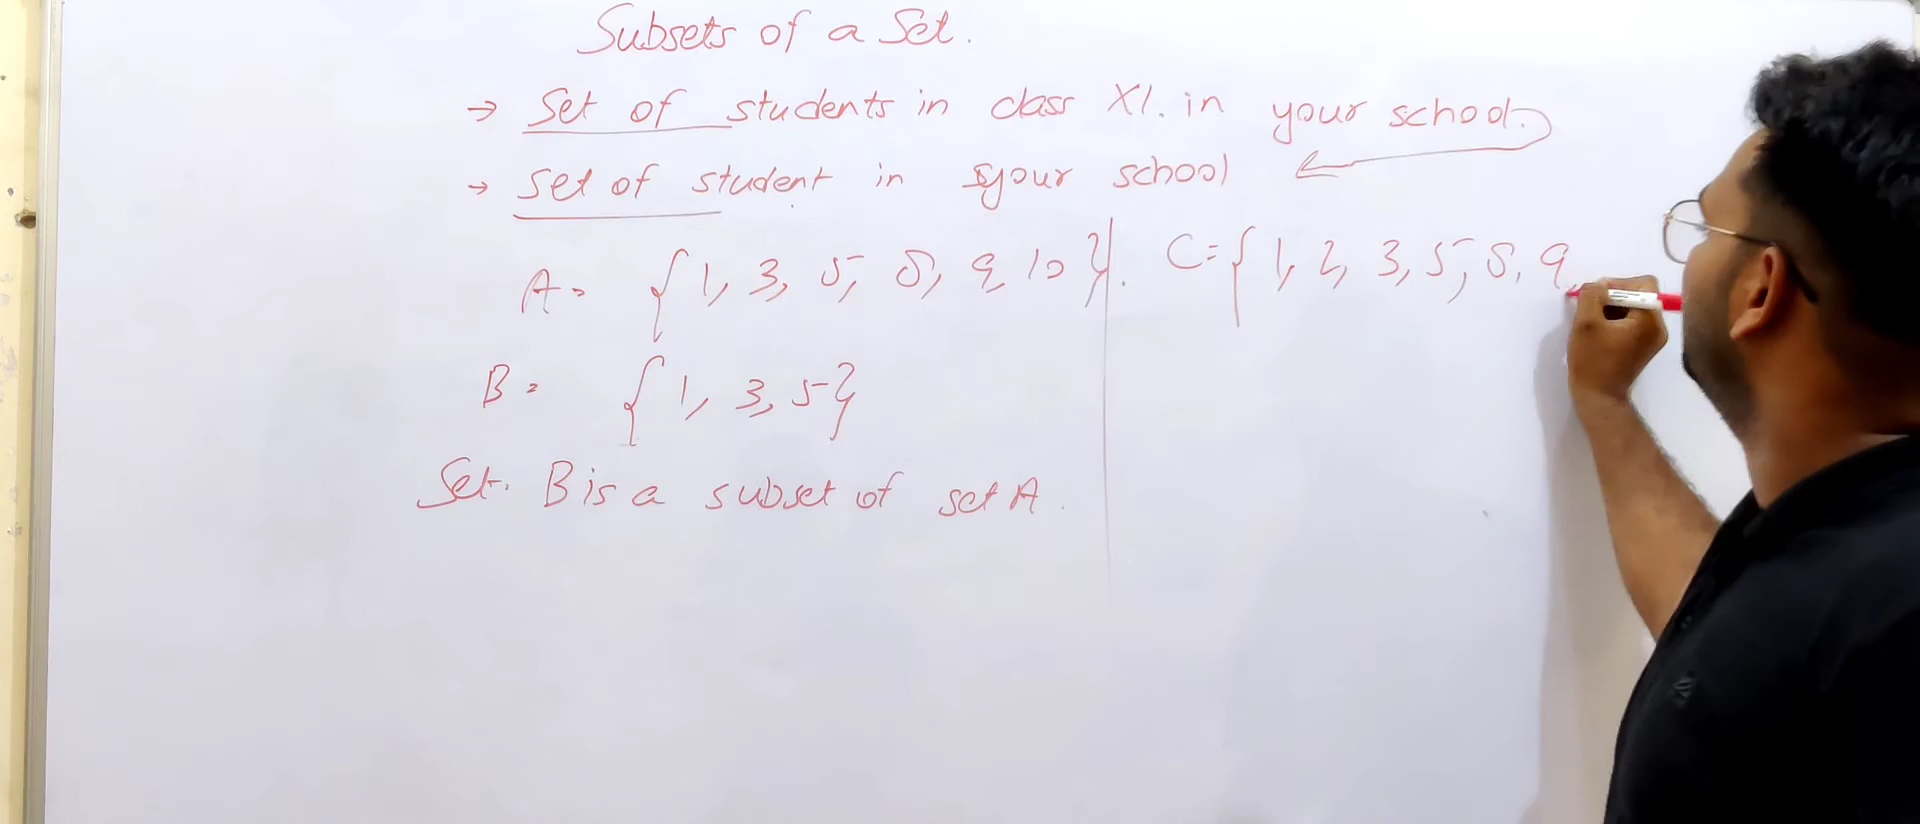 Subsets of a Set.
→ Set of students in class XI. in your school.
→ set of student in your school ←
A = {1, 3, 5, 8, 9, 10}.
C = {1, 2, 3, 5, 8, 9,
B = {1, 3, 5}
Set. B is a subset of set A.